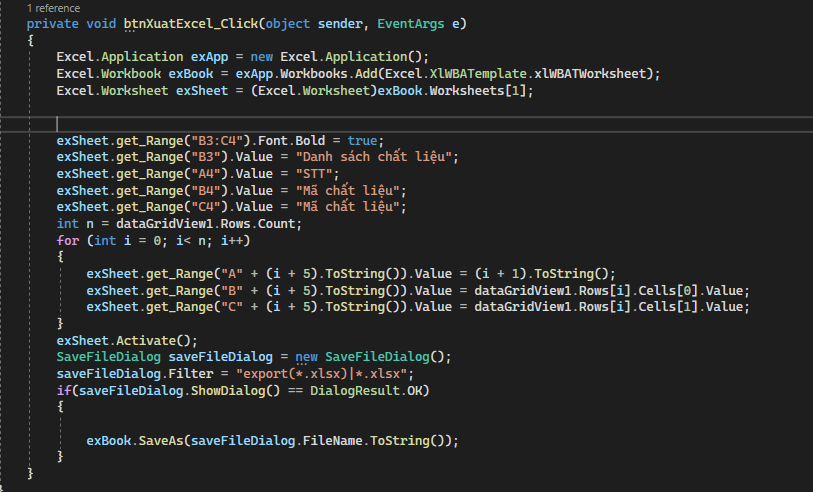 1 reference
private void btnXuatExcel_Click(object sender, EventArgs e)
{
Excel.Application exApp = new Excel.Application();
Excel.Workbook exBook = exApp.Workbooks.Add(Excel.XlWBATemplate.xlWBATWorksheet);
Excel.Worksheet exSheet = (Excel.Worksheet)exBook.Worksheets[1];
exSheet.get_Range("B3:C4").Font.Bold = true;
exSheet.get_Range("B3").Value = "Danh sách chất liệu";
exSheet.get_Range("A4").Value = "STT";
exSheet.get_Range("B4").Value = "Mã chất liệu";
exSheet.get_Range("C4").Value = "Mã chất liệu";
int n = dataGridView1.Rows.Count;
for (int i = 0; i< n; i++)
{
exSheet.get_Range("A" + (i + 5).ToString()).Value = (i + 1).ToString();
exSheet.get_Range("B" + (i + 5).ToString()).Value = dataGridView1.Rows[i].Cells[0].Value;
exSheet.get_Range("C" + (i + 5).ToString()).Value = dataGridView1.Rows[i].Cells[1].Value;
}
exSheet.Activate();
SaveFileDialog saveFileDialog = new SaveFileDialog();
saveFileDialog.Filter = "export(*.xlsx)|*.xlsx";
if(saveFileDialog.ShowDialog() == DialogResult.OK)
{
exBook.SaveAs(saveFileDialog.FileName.ToString());
}
}